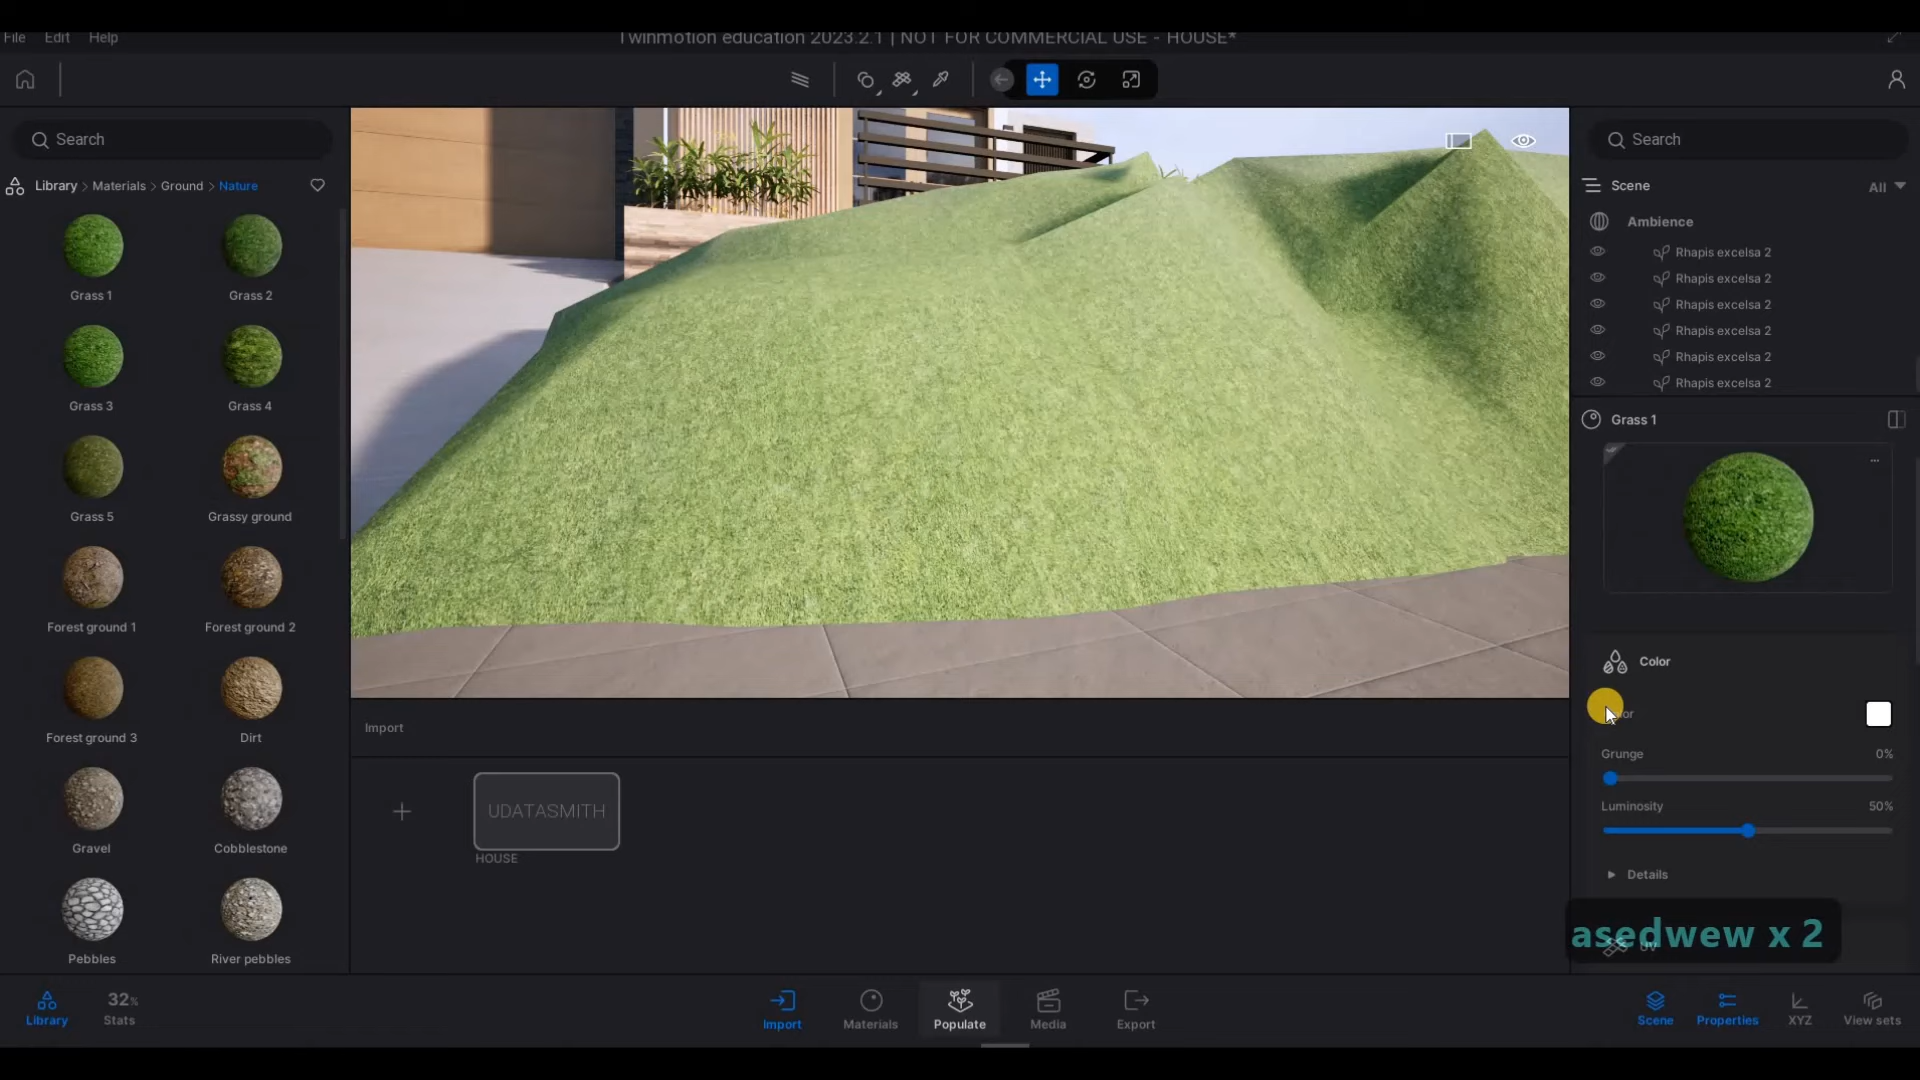 Twinmotion education 2023.2.1 | NOT FOR COMMERCIAL USE - HOUSE*
File Edit Help
Search
Library > Materials > Ground > Nature
Grass 1
Grass 2
Grass 3
Grass 4
Grass 5
Grassy ground
Forest ground 1
Forest ground 2
Forest ground 3
Dirt
Gravel
Cobblestone
Pebbles
River pebbles
Import
UDATASMITH
HOUSE
Search
Scene
All
Ambience
Rhapis excelsa 2
Rhapis excelsa 2
Rhapis excelsa 2
Rhapis excelsa 2
Rhapis excelsa 2
Rhapis excelsa 2
Grass 1
Color
Grunge 0%
Luminosity 50%
Details
asedwew x 2
Library
32%
Stats
Import
Materials
Populate
Media
Export
Scene
Properties
XYZ
View sets